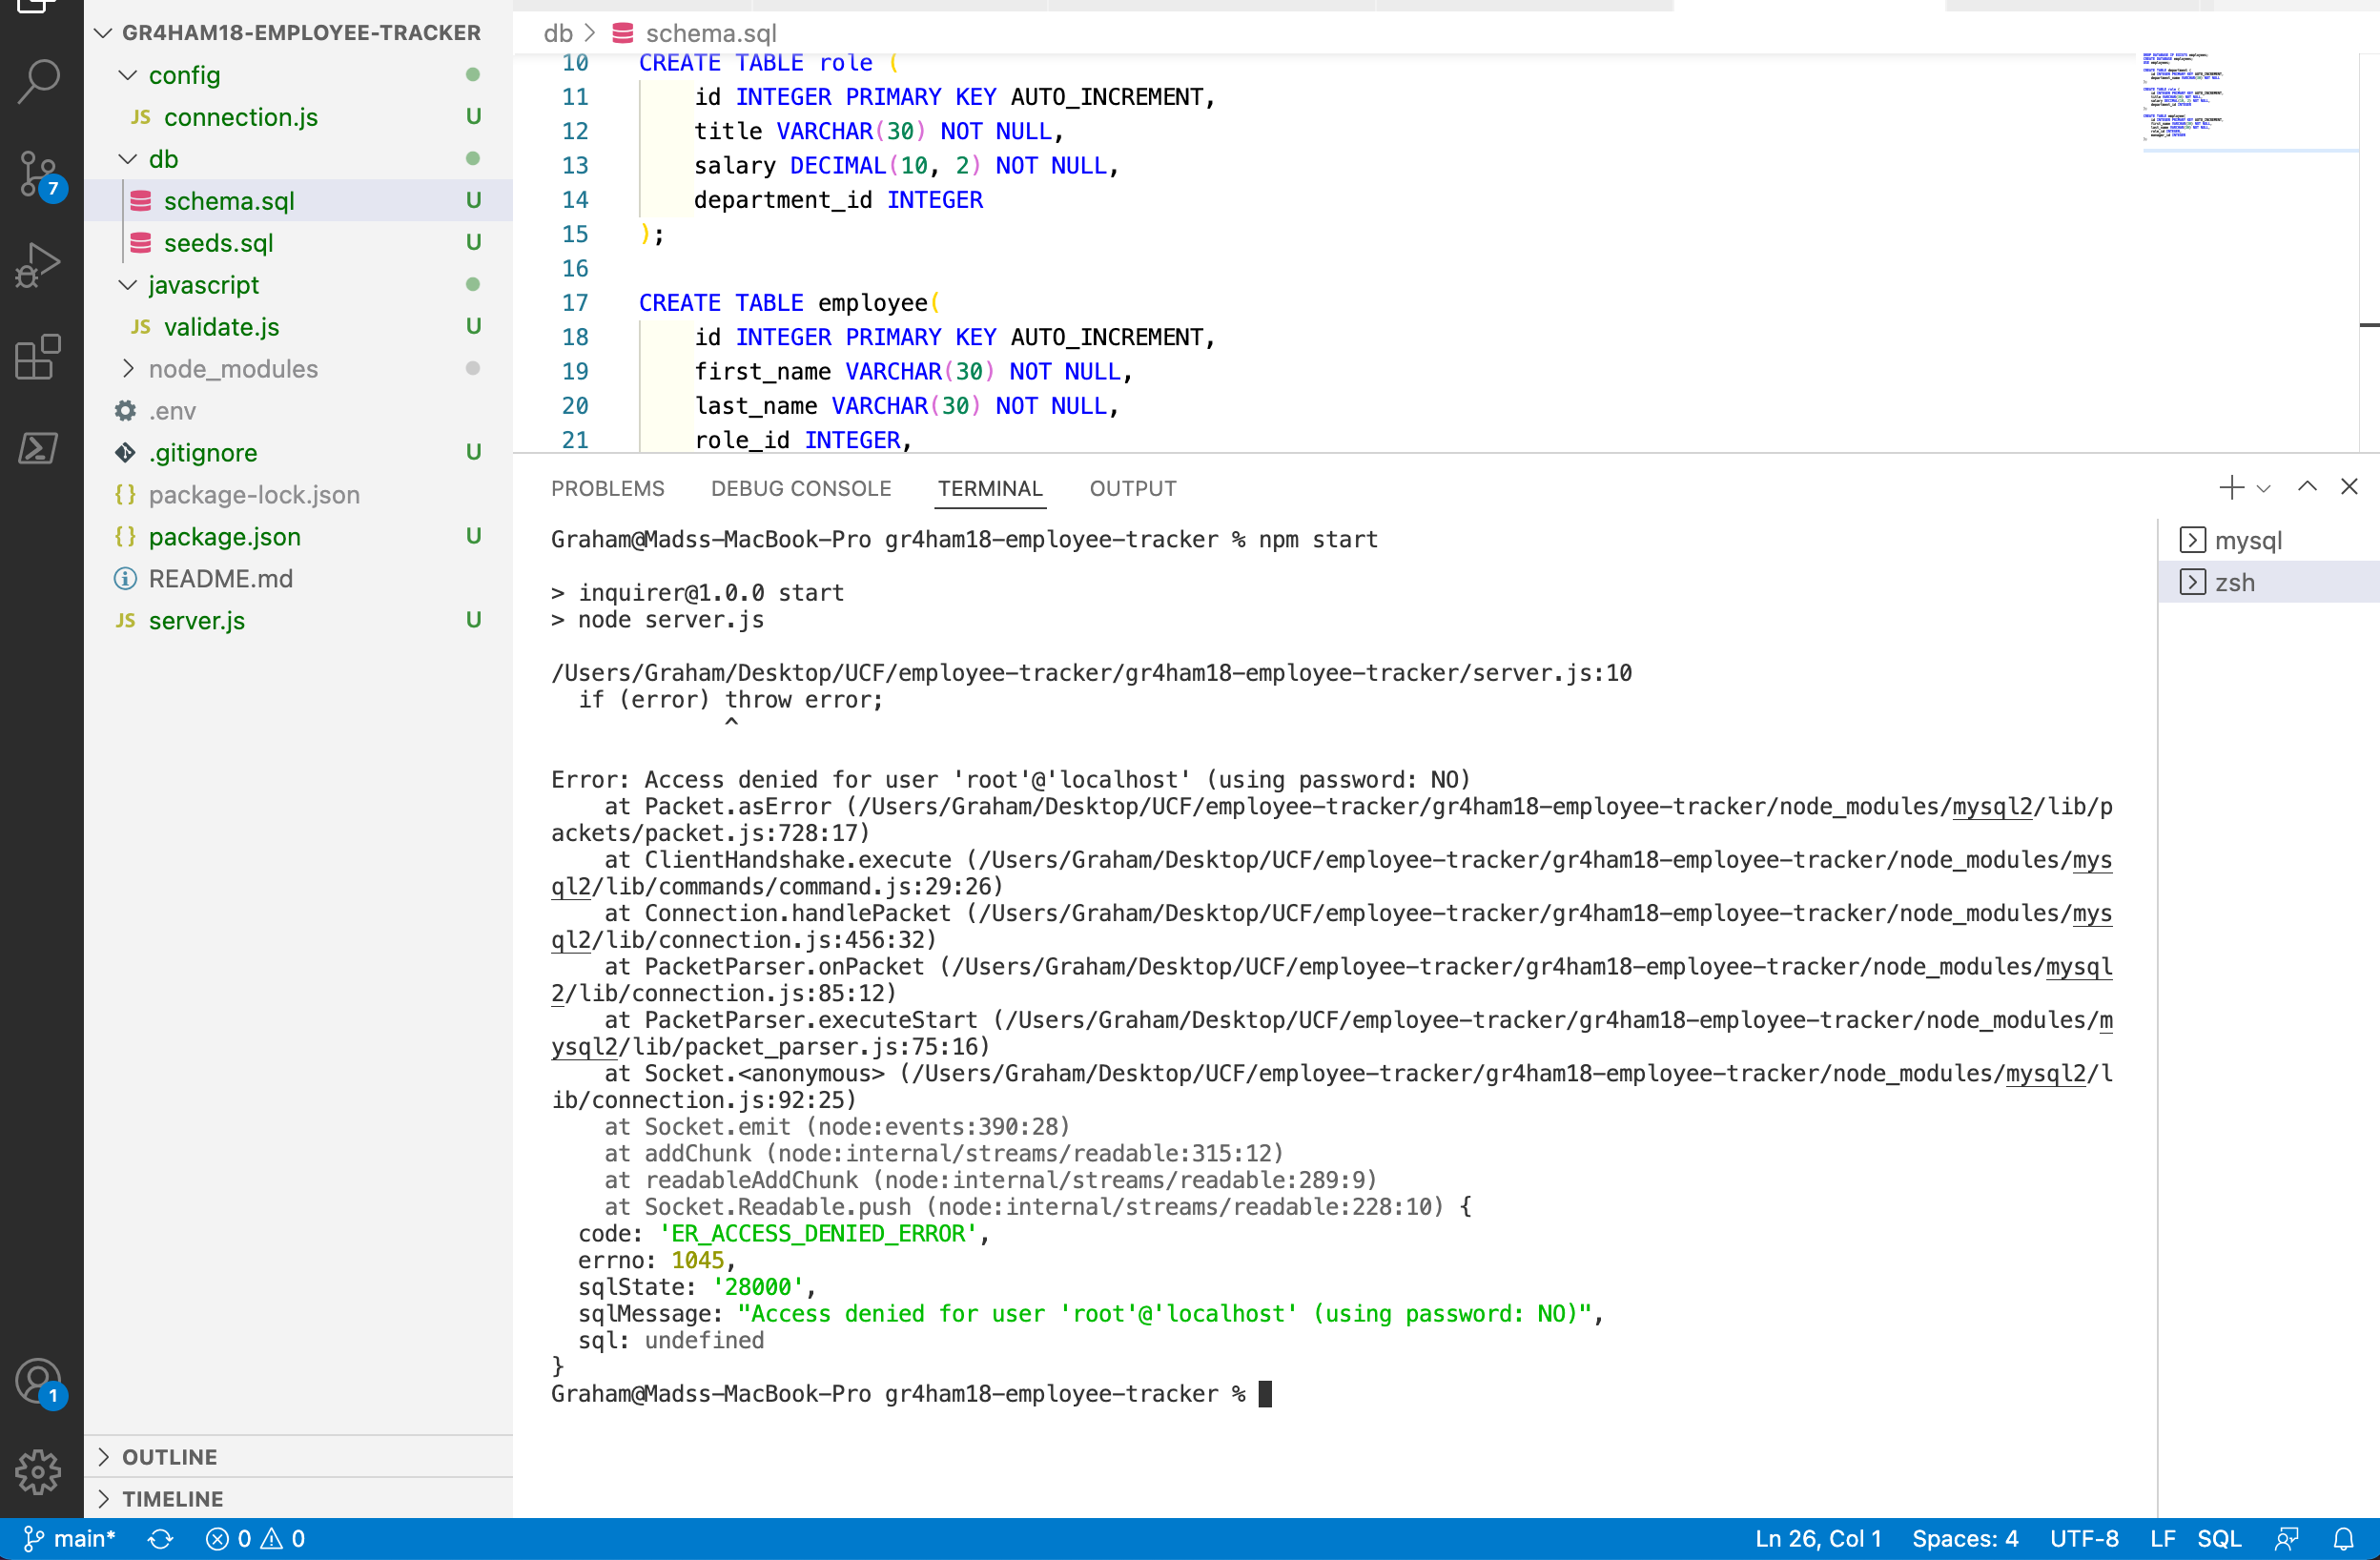 GR4HAM18-EMPLOYEE-TRACKER
config
JS connection.js U
db
schema.sql U
seeds.sql U
javascript
JS validate.js U
node_modules
.env
.gitignore U
{} package-lock.json
{} package.json U
README.md
JS server.js U
OUTLINE
TIMELINE
7
1
db > schema.sql
10 CREATE TABLE role (
11 id INTEGER PRIMARY KEY AUTO_INCREMENT,
12 title VARCHAR(30) NOT NULL,
13 salary DECIMAL(10, 2) NOT NULL,
14 department_id INTEGER
15 );
16
17 CREATE TABLE employee(
18 id INTEGER PRIMARY KEY AUTO_INCREMENT,
19 first_name VARCHAR(30) NOT NULL,
20 last_name VARCHAR(30) NOT NULL,
21 role_id INTEGER,
PROBLEMS DEBUG CONSOLE TERMINAL OUTPUT
mysql
zsh
Graham@Madss-MacBook-Pro gr4ham18-employee-tracker % npm start
> inquirer@1.0.0 start
> node server.js
/Users/Graham/Desktop/UCF/employee-tracker/gr4ham18-employee-tracker/server.js:10
if (error) throw error;
^
Error: Access denied for user 'root'@'localhost' (using password: NO)
at Packet.asError (/Users/Graham/Desktop/UCF/employee-tracker/gr4ham18-employee-tracker/node_modules/mysql2/lib/p
ackets/packet.js:728:17)
at ClientHandshake.execute (/Users/Graham/Desktop/UCF/employee-tracker/gr4ham18-employee-tracker/node_modules/mys
ql2/lib/commands/command.js:29:26)
at Connection.handlePacket (/Users/Graham/Desktop/UCF/employee-tracker/gr4ham18-employee-tracker/node_modules/mys
ql2/lib/connection.js:456:32)
at PacketParser.onPacket (/Users/Graham/Desktop/UCF/employee-tracker/gr4ham18-employee-tracker/node_modules/mysql
2/lib/connection.js:85:12)
at PacketParser.executeStart (/Users/Graham/Desktop/UCF/employee-tracker/gr4ham18-employee-tracker/node_modules/m
ysql2/lib/packet_parser.js:75:16)
at Socket.<anonymous> (/Users/Graham/Desktop/UCF/employee-tracker/gr4ham18-employee-tracker/node_modules/mysql2/l
ib/connection.js:92:25)
at Socket.emit (node:events:390:28)
at addChunk (node:internal/streams/readable:315:12)
at readableAddChunk (node:internal/streams/readable:289:9)
at Socket.Readable.push (node:internal/streams/readable:228:10) {
code: 'ER_ACCESS_DENIED_ERROR',
errno: 1045,
sqlState: '28000',
sqlMessage: "Access denied for user 'root'@'localhost' (using password: NO)",
sql: undefined
}
Graham@Madss-MacBook-Pro gr4ham18-employee-tracker %
main* 0 0 Ln 26, Col 1 Spaces: 4 UTF-8 LF SQL